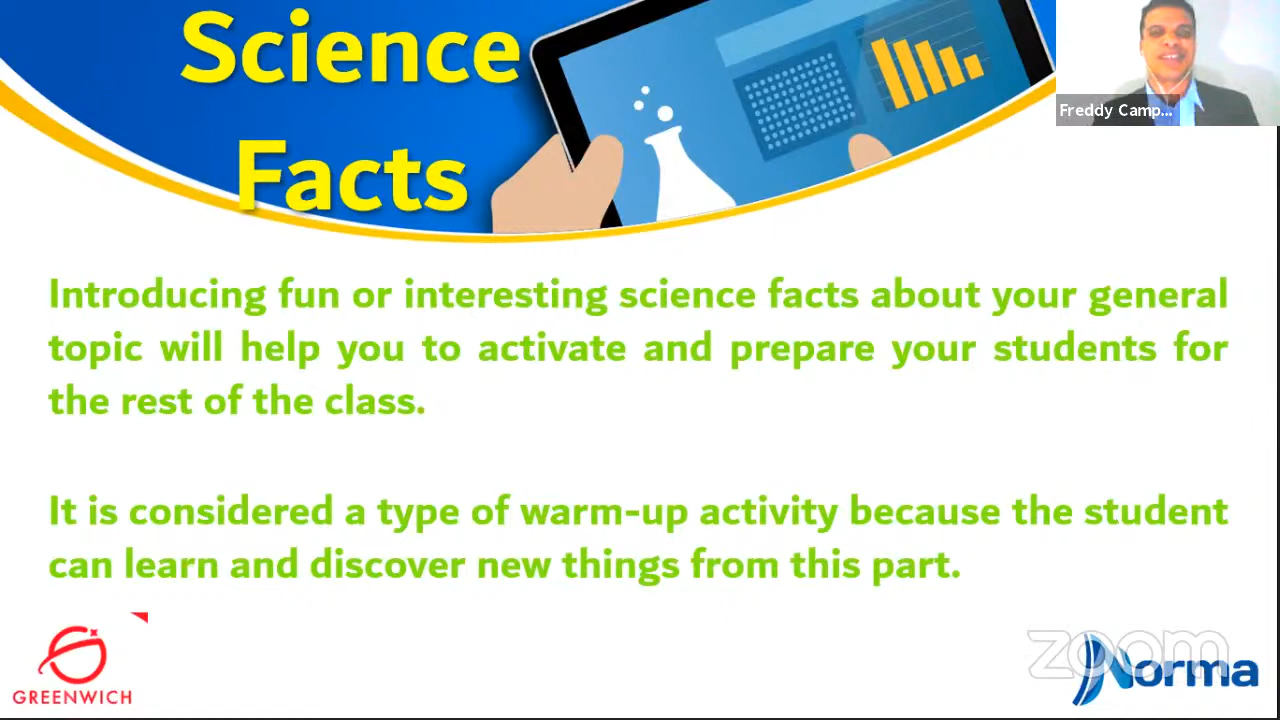 Science
Facts
Freddy Camp...
Introducing fun or interesting science facts about your general
topic will help you to activate and prepare your students for
the rest of the class.
It is considered a type of warm-up activity because the student
can learn and discover new things from this part.
GREENWICH
zoom
Norma